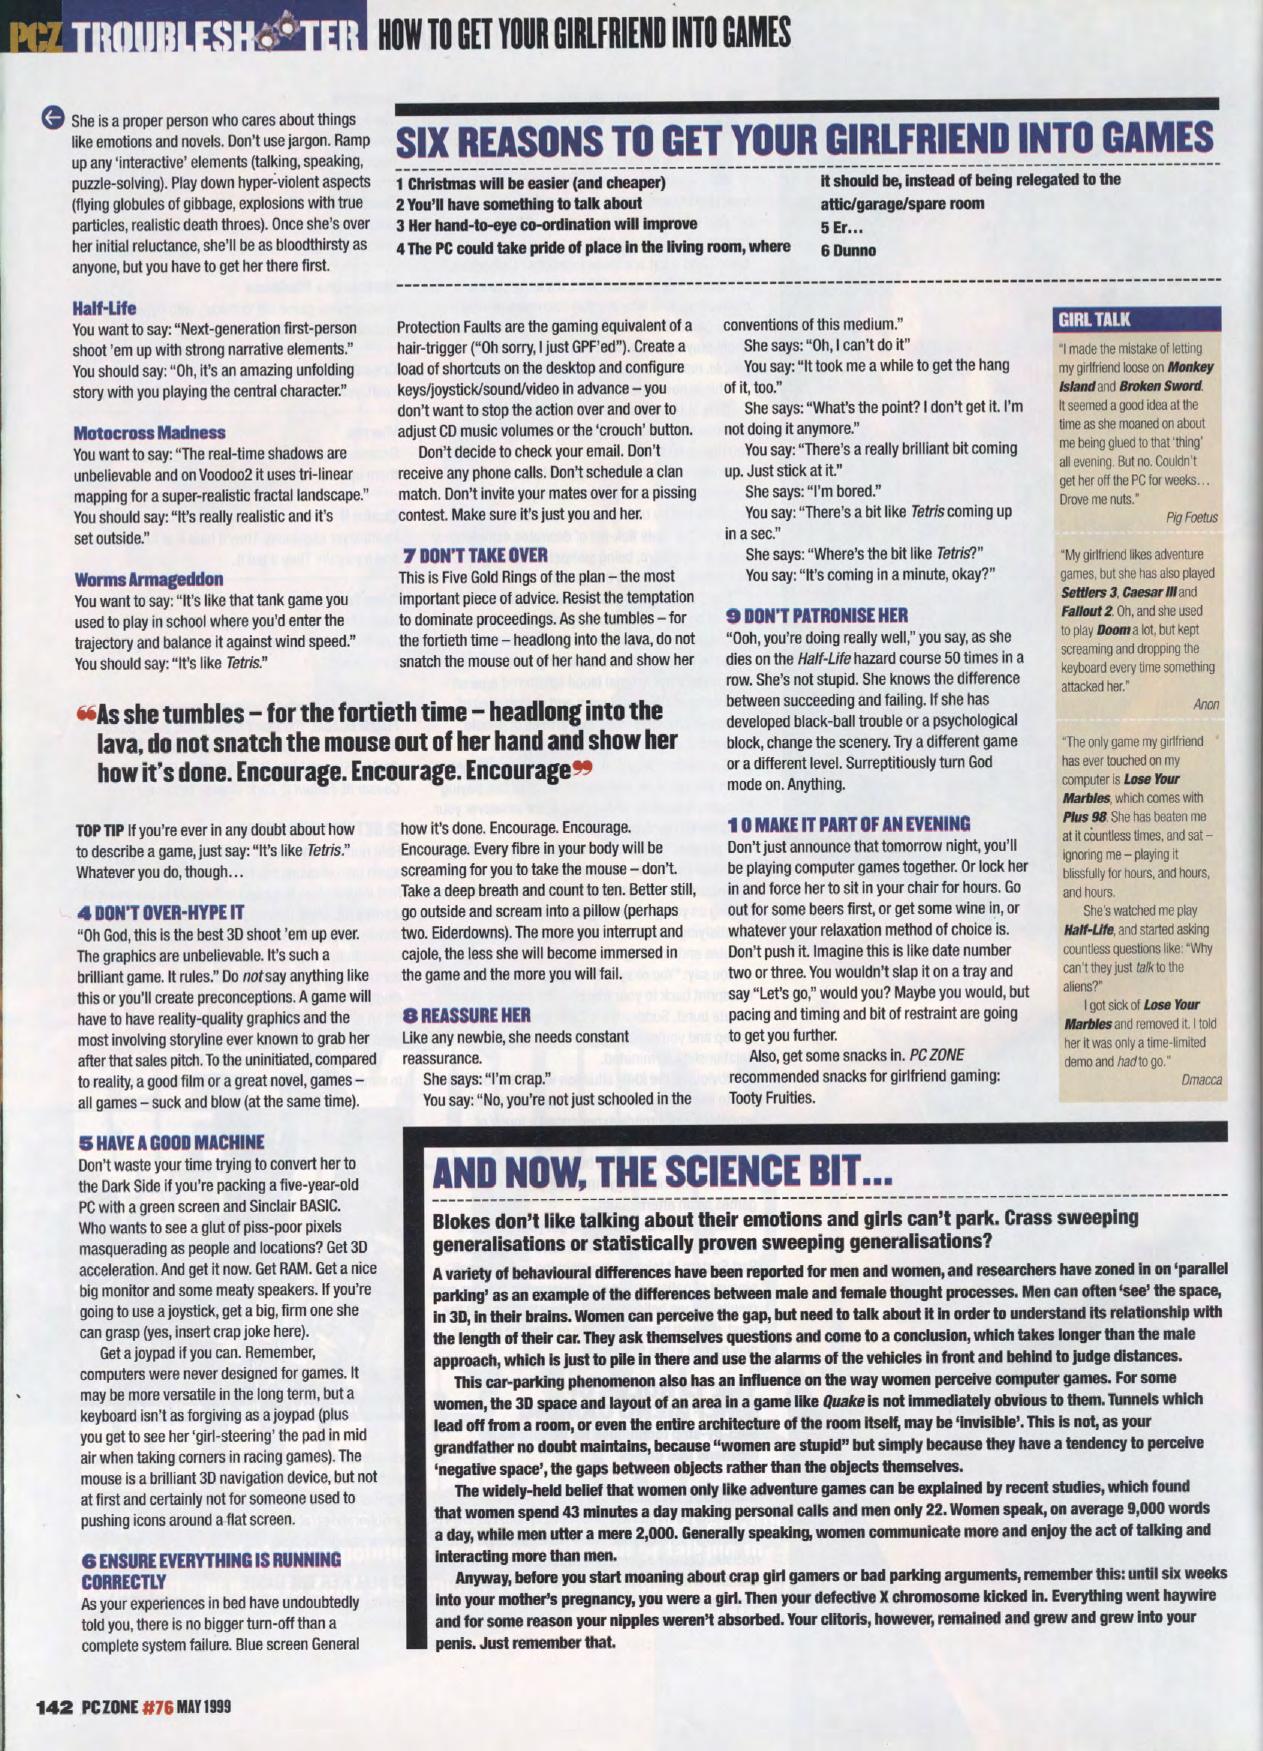 PCZ TROUBLESHOOTER HOW TO GET YOUR GIRLFRIEND INTO GAMES
She is a proper person who cares about things
like emotions and novels. Don't use jargon. Ramp
up any 'interactive' elements (talking, speaking,
puzzle-solving). Play down hyper-violent aspects
(flying globules of gibbage, explosions with true
particles, realistic death throes). Once she's over
her initial reluctance, she'll be as bloodthirsty as
anyone, but you have to get her there first.
Half-Life
You want to say: "Next-generation first-person
shoot 'em up with strong narrative elements."
You should say: "Oh, it's an amazing unfolding
story with you playing the central character."
Motocross Madness
You want to say: "The real-time shadows are
unbelievable and on Voodoo2 it uses tri-linear
mapping for a super-realistic fractal landscape."
You should say: "It's really realistic and it's
set outside."
Worms Armageddon
You want to say: "It's like that tank game you
used to play in school where you'd enter the
trajectory and balance it against wind speed."
You should say: "It's like Tetris."
SIX REASONS TO GET YOUR GIRLFRIEND INTO GAMES
1 Christmas will be easier (and cheaper)
2 You'll have something to talk about
3 Her hand-to-eye co-ordination will improve
4 The PC could take pride of place in the living room, where
it should be, instead of being relegated to the
attic/garage/spare room
5 Er...
6 Dunno
"As she tumbles – for the fortieth time – headlong into the
lava, do not snatch the mouse out of her hand and show her
how it's done. Encourage. Encourage. Encourage"
TOP TIP If you're ever in any doubt about how
to describe a game, just say: "It's like Tetris."
Whatever you do, though...
4 DON'T OVER-HYPE IT
"Oh God, this is the best 3D shoot 'em up ever.
The graphics are unbelievable. It's such a
brilliant game. It rules." Do not say anything like
this or you'll create preconceptions. A game will
have to have reality-quality graphics and the
most involving storyline ever known to grab her
after that sales pitch. To the uninitiated, compared
to reality, a good film or a great novel, games –
all games – suck and blow (at the same time).
5 HAVE A GOOD MACHINE
Don't waste your time trying to convert her to
the Dark Side if you're packing a five-year-old
PC with a green screen and Sinclair BASIC.
Who wants to see a glut of piss-poor pixels
masquerading as people and locations? Get 3D
acceleration. And get it now. Get RAM. Get a nice
big monitor and some meaty speakers. If you're
going to use a joystick, get a big, firm one she
can grasp (yes, insert crap joke here).
Get a joypad if you can. Remember,
computers were never designed for games. It
may be more versatile in the long term, but a
keyboard isn't as forgiving as a joypad (plus
you get to see her 'girl-steering' the pad in mid
air when taking corners in racing games). The
mouse is a brilliant 3D navigation device, but not
at first and certainly not for someone used to
pushing icons around a flat screen.
6 ENSURE EVERYTHING IS RUNNING
CORRECTLY
As your experiences in bed have undoubtedly
told you, there is no bigger turn-off than a
complete system failure. Blue screen General
Protection Faults are the gaming equivalent of a
hair-trigger ("Oh sorry, I just GPF'ed"). Create a
load of shortcuts on the desktop and configure
keys/joystick/sound/video in advance – you
don't want to stop the action over and over to
adjust CD music volumes or the 'crouch' button.
Don't decide to check your email. Don't
receive any phone calls. Don't schedule a clan
match. Don't invite your mates over for a pissing
contest. Make sure it's just you and her.
7 DON'T TAKE OVER
This is Five Gold Rings of the plan – the most
important piece of advice. Resist the temptation
to dominate proceedings. As she tumbles – for
the fortieth time – headlong into the lava, do not
snatch the mouse out of her hand and show her
how it's done. Encourage. Encourage.
Encourage. Every fibre in your body will be
screaming for you to take the mouse – don't.
Take a deep breath and count to ten. Better still,
go outside and scream into a pillow (perhaps
two. Eiderdowns). The more you interrupt and
cajole, the less she will become immersed in
the game and the more you will fail.
8 REASSURE HER
Like any newbie, she needs constant
reassurance.
She says: "I'm crap."
You say: "No, you're not just schooled in the
conventions of this medium."
She says: "Oh, I can't do it"
You say: "It took me a while to get the hang
of it, too."
She says: "What's the point? I don't get it. I'm
not doing it anymore."
You say: "There's a really brilliant bit coming
up. Just stick at it."
She says: "I'm bored."
You say: "There's a bit like Tetris coming up
in a sec."
She says: "Where's the bit like Tetris?"
You say: "It's coming in a minute, okay?"
9 DON'T PATRONISE HER
"Ooh, you're doing really well," you say, as she
dies on the Half-Life hazard course 50 times in a
row. She's not stupid. She knows the difference
between succeeding and failing. If she has
developed black-ball trouble or a psychological
block, change the scenery. Try a different game
or a different level. Surreptitiously turn God
mode on. Anything.
10 MAKE IT PART OF AN EVENING
Don't just announce that tomorrow night, you'll
be playing computer games together. Or lock her
in and force her to sit in your chair for hours. Go
out for some beers first, or get some wine in, or
whatever your relaxation method of choice is.
Don't push it. Imagine this is like date number
two or three. You wouldn't slap it on a tray and
say "Let's go," would you? Maybe you would, but
pacing and timing and bit of restraint are going
to get you further.
Also, get some snacks in. PC ZONE
recommended snacks for girlfriend gaming:
Tooty Fruities.
GIRL TALK
"I made the mistake of letting
my girlfriend loose on Monkey
Island and Broken Sword.
It seemed a good idea at the
time as she moaned on about
me being glued to that 'thing'
all evening. But no. Couldn't
get her off the PC for weeks...
Drove me nuts."
Pig Foetus
"My girlfriend likes adventure
games, but she has also played
Settlers 3, Caesar III and
Fallout 2. Oh, and she used
to play Doom a lot, but kept
screaming and dropping the
keyboard every time something
attacked her."
Anon
"The only game my girlfriend
has ever touched on my
computer is Lose Your
Marbles, which comes with
Plus 98. She has beaten me
at it countless times, and sat –
ignoring me – playing it
blissfully for hours, and hours,
and hours.
She's watched me play
Half-Life, and started asking
countless questions like: "Why
can't they just talk to the
aliens?"
I got sick of Lose Your
Marbles and removed it. I told
her it was only a time-limited
demo and had to go."
Dmacca
AND NOW, THE SCIENCE BIT...
Blokes don't like talking about their emotions and girls can't park. Crass sweeping
generalisations or statistically proven sweeping generalisations?
A variety of behavioural differences have been reported for men and women, and researchers have zoned in on 'parallel
parking' as an example of the differences between male and female thought processes. Men can often 'see' the space,
in 3D, in their brains. Women can perceive the gap, but need to talk about it in order to understand its relationship with
the length of their car. They ask themselves questions and come to a conclusion, which takes longer than the male
approach, which is just to pile in there and use the alarms of the vehicles in front and behind to judge distances.
This car-parking phenomenon also has an influence on the way women perceive computer games. For some
women, the 3D space and layout of an area in a game like Quake is not immediately obvious to them. Tunnels which
lead off from a room, or even the entire architecture of the room itself, may be 'invisible'. This is not, as your
grandfather no doubt maintains, because "women are stupid" but simply because they have a tendency to perceive
'negative space', the gaps between objects rather than the objects themselves.
The widely-held belief that women only like adventure games can be explained by recent studies, which found
that women spend 43 minutes a day making personal calls and men only 22. Women speak, on average 9,000 words
a day, while men utter a mere 2,000. Generally speaking, women communicate more and enjoy the act of talking and
interacting more than men.
Anyway, before you start moaning about crap girl gamers or bad parking arguments, remember this: until six weeks
into your mother's pregnancy, you were a girl. Then your defective X chromosome kicked in. Everything went haywire
and for some reason your nipples weren't absorbed. Your clitoris, however, remained and grew and grew into your
penis. Just remember that.
142 PC ZONE #76 MAY 1999